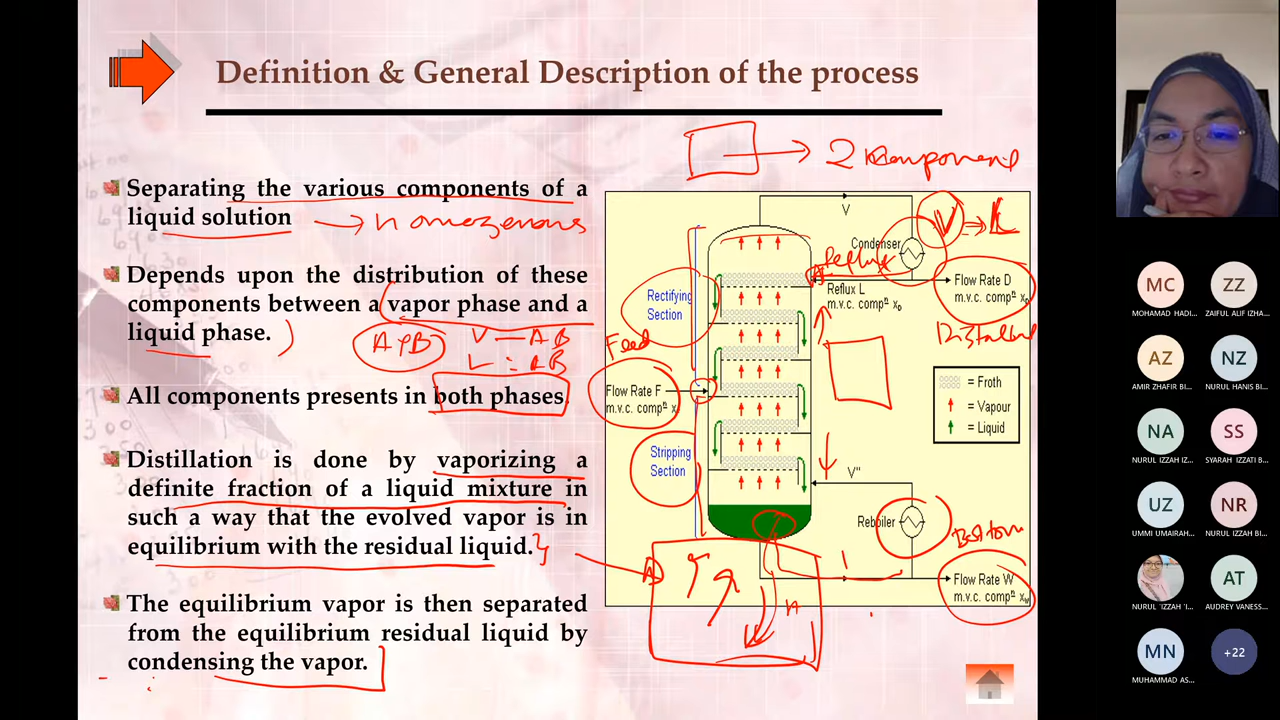 Definition & General Description of the process
Separating the various components of a
liquid solution → homogenous
Depends upon the distribution of these
components between a vapor phase and a
liquid phase.
A, B
V — AB
L : AB
All components presents in both phases.
Distillation is done by vaporizing a
definite fraction of a liquid mixture in
such a way that the evolved vapor is in
equilibrium with the residual liquid.
The equilibrium vapor is then separated
from the equilibrium residual liquid by
condensing the vapor.
→ 2 Komponent
V
V ⇒ L
Condenser
Reflux
Flow Rate D
m.v.c. compⁿ x_D
Reflux L
m.v.c. compⁿ x_D
Rectifying
Section
Feed
Flow Rate F
m.v.c. compⁿ x
= Froth
= Vapour
= Liquid
Stripping
Section
V"
Reboiler
Bottom
Flow Rate W
m.v.c. compⁿ x_W
MC
MOHAMAD HADI...
ZZ
ZAIFUL ALIF IZHA...
AZ
AMIR ZHAFIR BI...
NZ
NURUL HANIS BI...
NA
NURUL IZZAH IZ...
SS
SYARAH IZZATI B...
UZ
UMMI UMAIRAH...
NR
NURUL IZZAH BI...
NURUL 'IZZAH 'I...
AT
AUDREY VANESS...
MN
MUHAMMAD AS...
+22